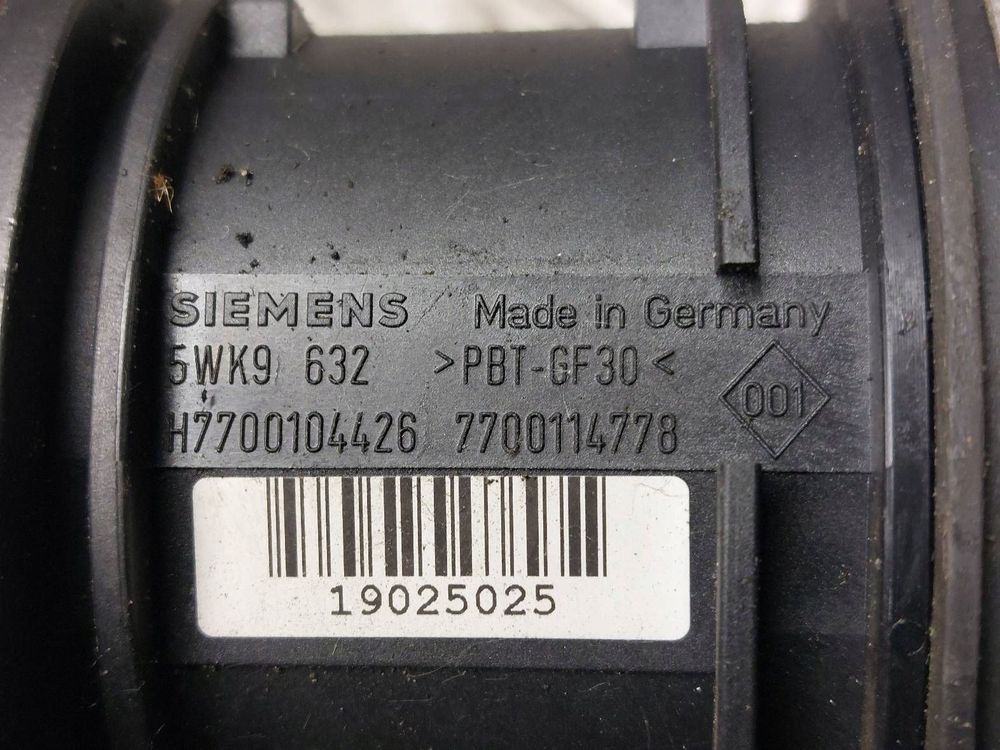 SIEMENS Made in Germany
5WK9 632 >PBT-GF30<
001
H7700104426 7700114778
19025025